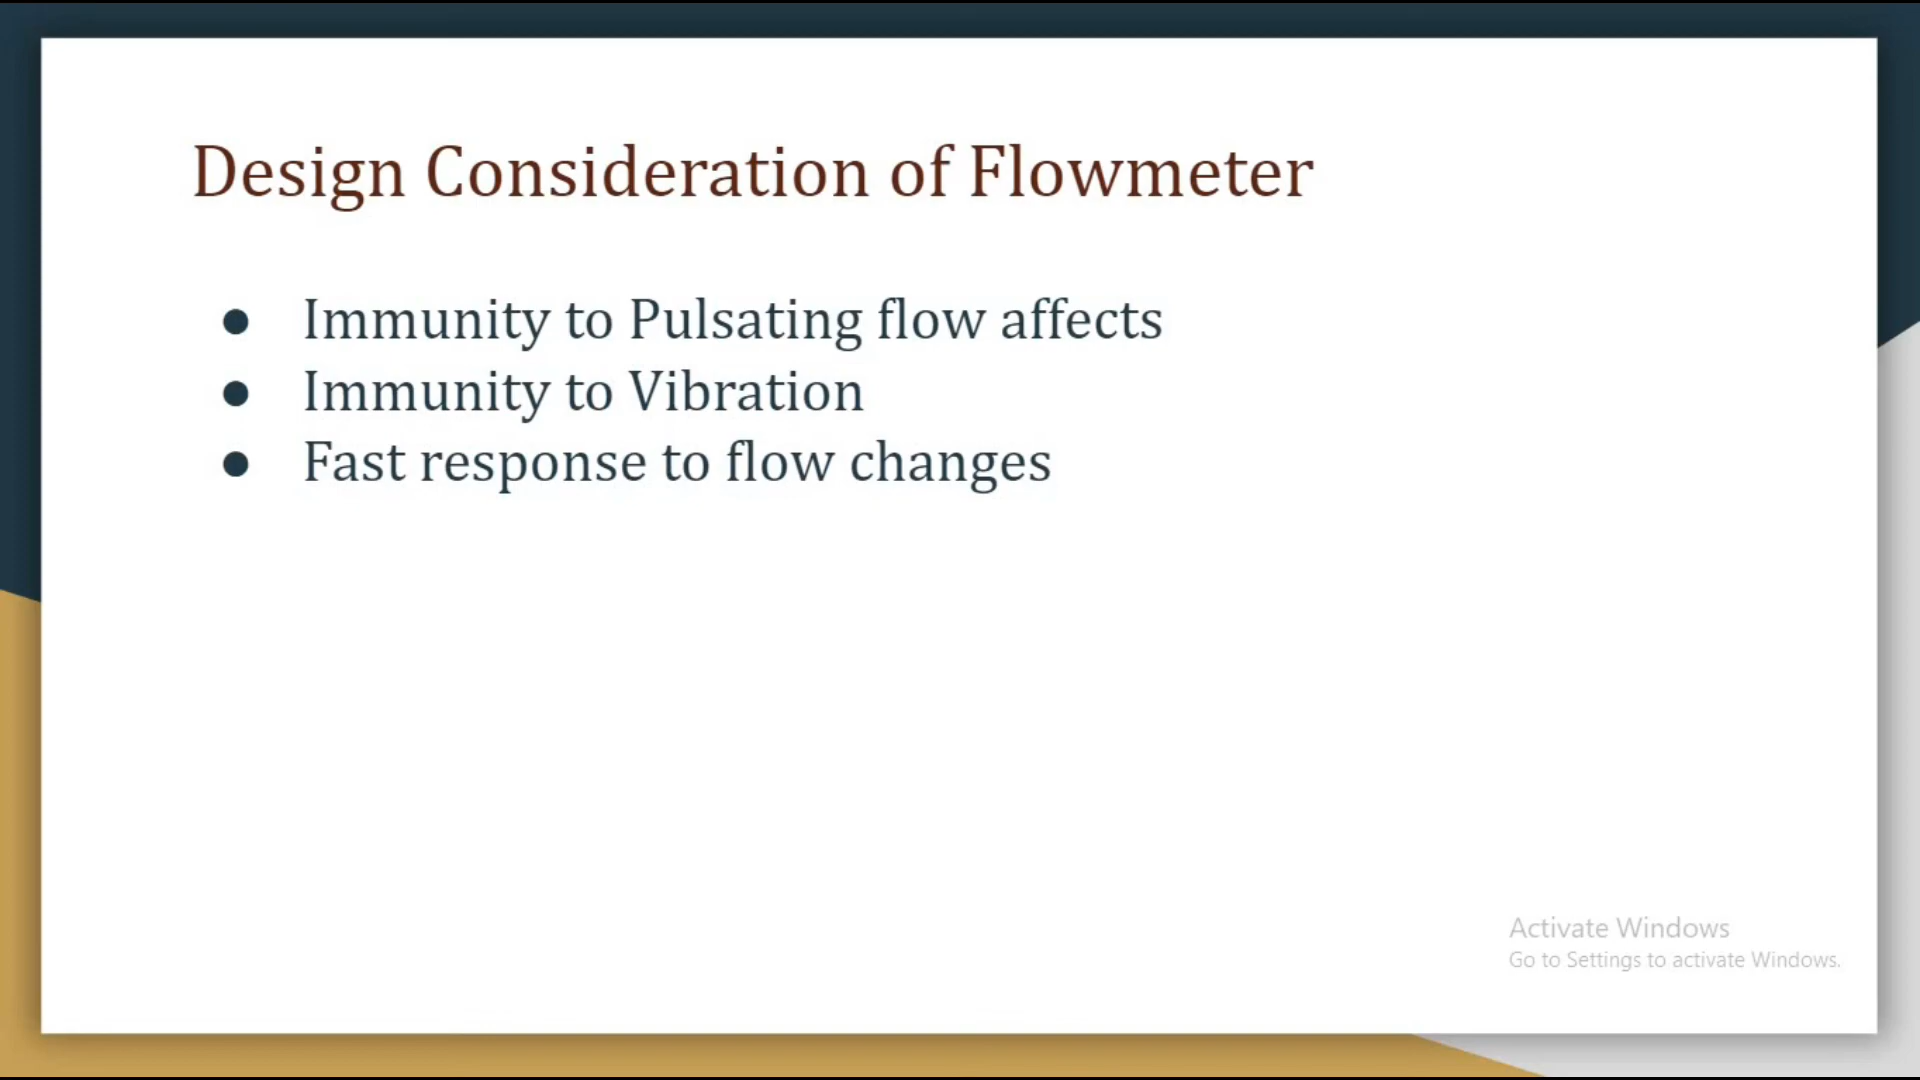 Design Consideration of Flowmeter
● Immunity to Pulsating flow affects
● Immunity to Vibration
● Fast response to flow changes
Activate Windows
Go to Settings to activate Windows.